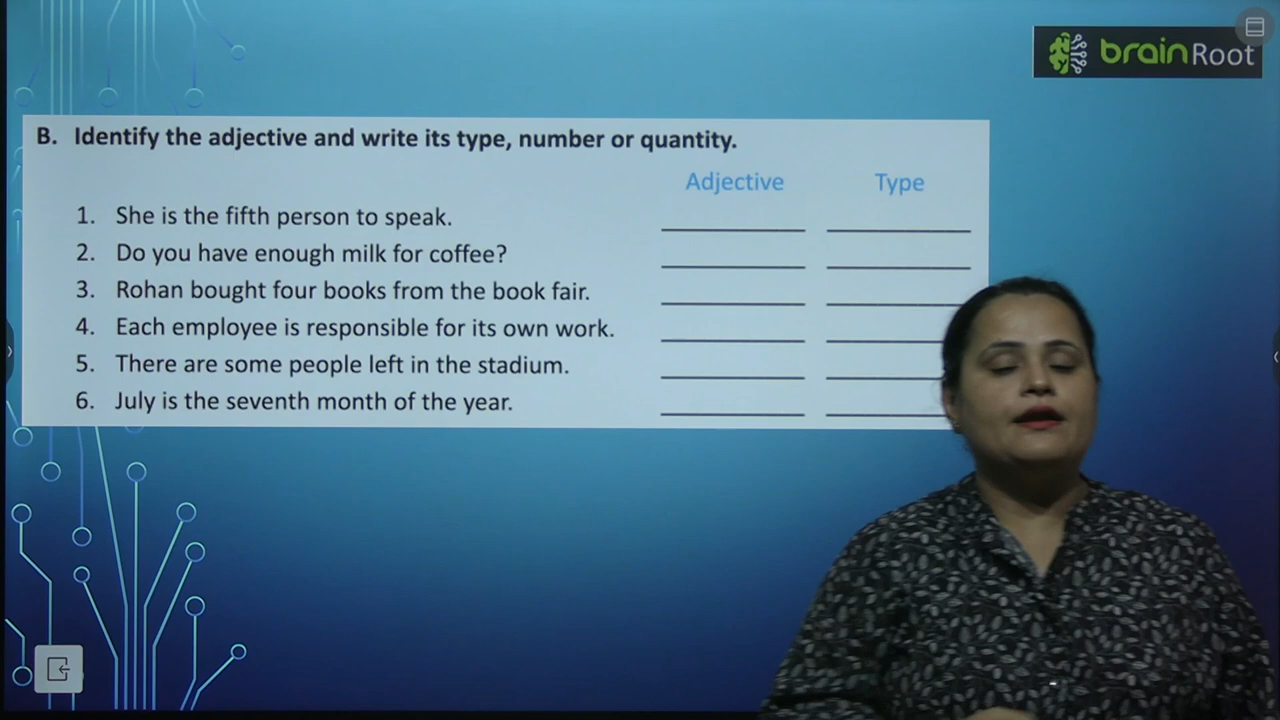 brainRoot
B. Identify the adjective and write its type, number or quantity.
Adjective Type
1. She is the fifth person to speak.
2. Do you have enough milk for coffee?
3. Rohan bought four books from the book fair.
4. Each employee is responsible for its own work.
5. There are some people left in the stadium.
6. July is the seventh month of the year.